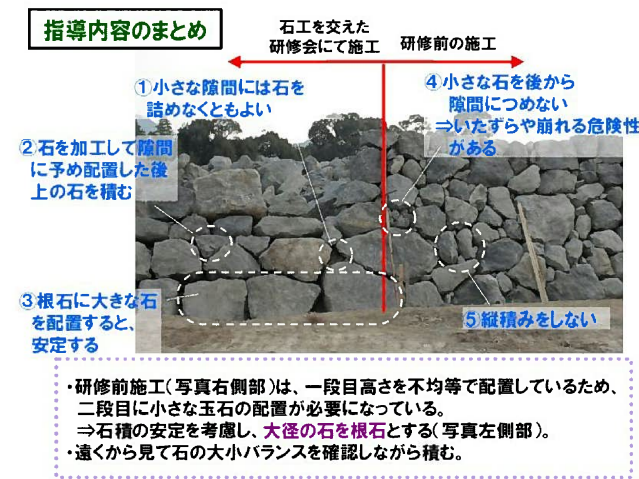 指導内容のまとめ
石工を交えた
研修会にて施工
研修前の施工
①小さな隙間には石を
詰めなくともよい
②石を加工して隙間
に予め配置した後
上の石を積む
③根石に大きな石
を配置すると、
安定する
④小さな石を後から
隙間につめない
⇒いたずらや崩れる危険性
がある
⑤縦積みをしない
・研修前施工（写真右側部）は、一段目高さを不均等で配置しているため、
二段目に小さな玉石の配置が必要になっている。
⇒石積の安定を考慮し、大径の石を根石とする（写真左側部）。
・遠くから見て石の大小バランスを確認しながら積む。